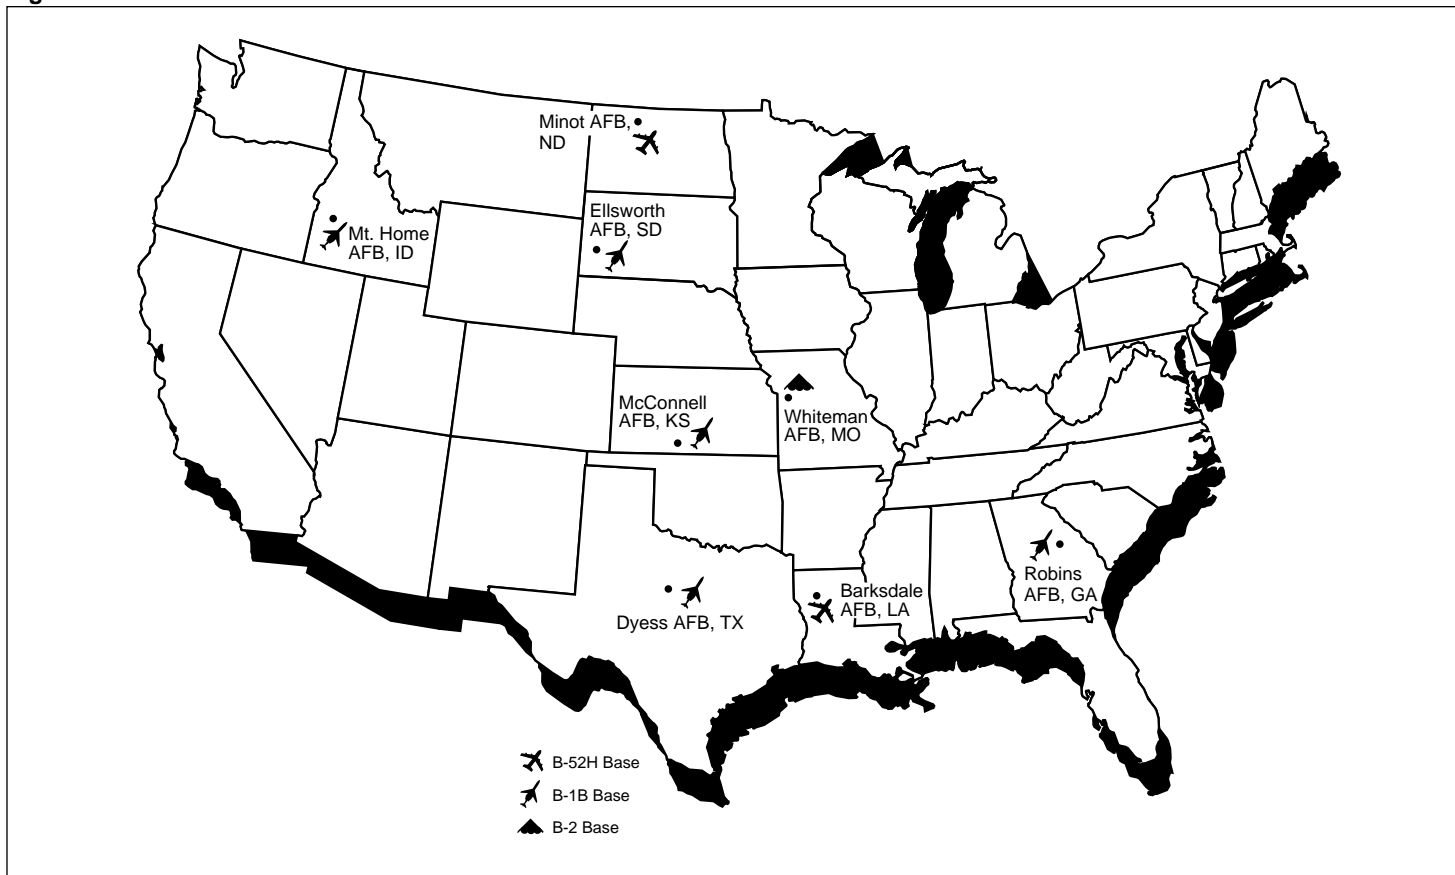 Minot AFB,
ND
Ellsworth
AFB, SD
Mt. Home
AFB, ID
McConnell
AFB, KS
Whiteman
AFB, MO
Barksdale
AFB, LA
Robins
AFB, GA
Dyess AFB, TX
B-52H Base
B-1B Base
B-2 Base